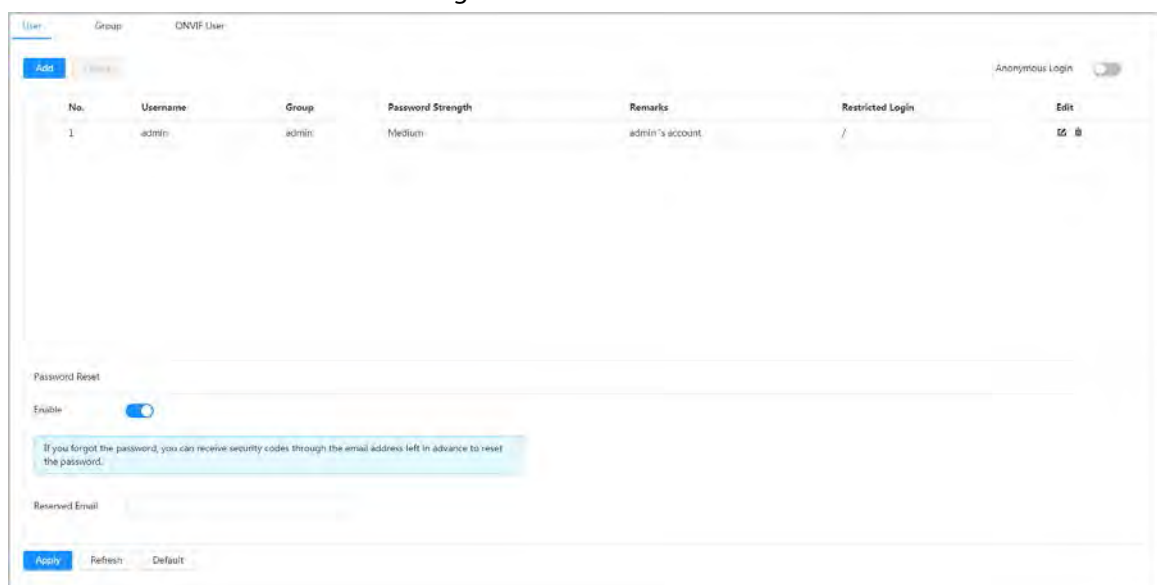 User Group ONVIF User
Add Delete Anonymous Login
No. Username Group Password Strength Remarks Restricted Login Edit
1 admin admin Medium admin 's account /
Password Reset
Enable
If you forgot the password, you can receive security codes through the email address left in advance to reset
the password.
Reserved Email
Apply Refresh Default